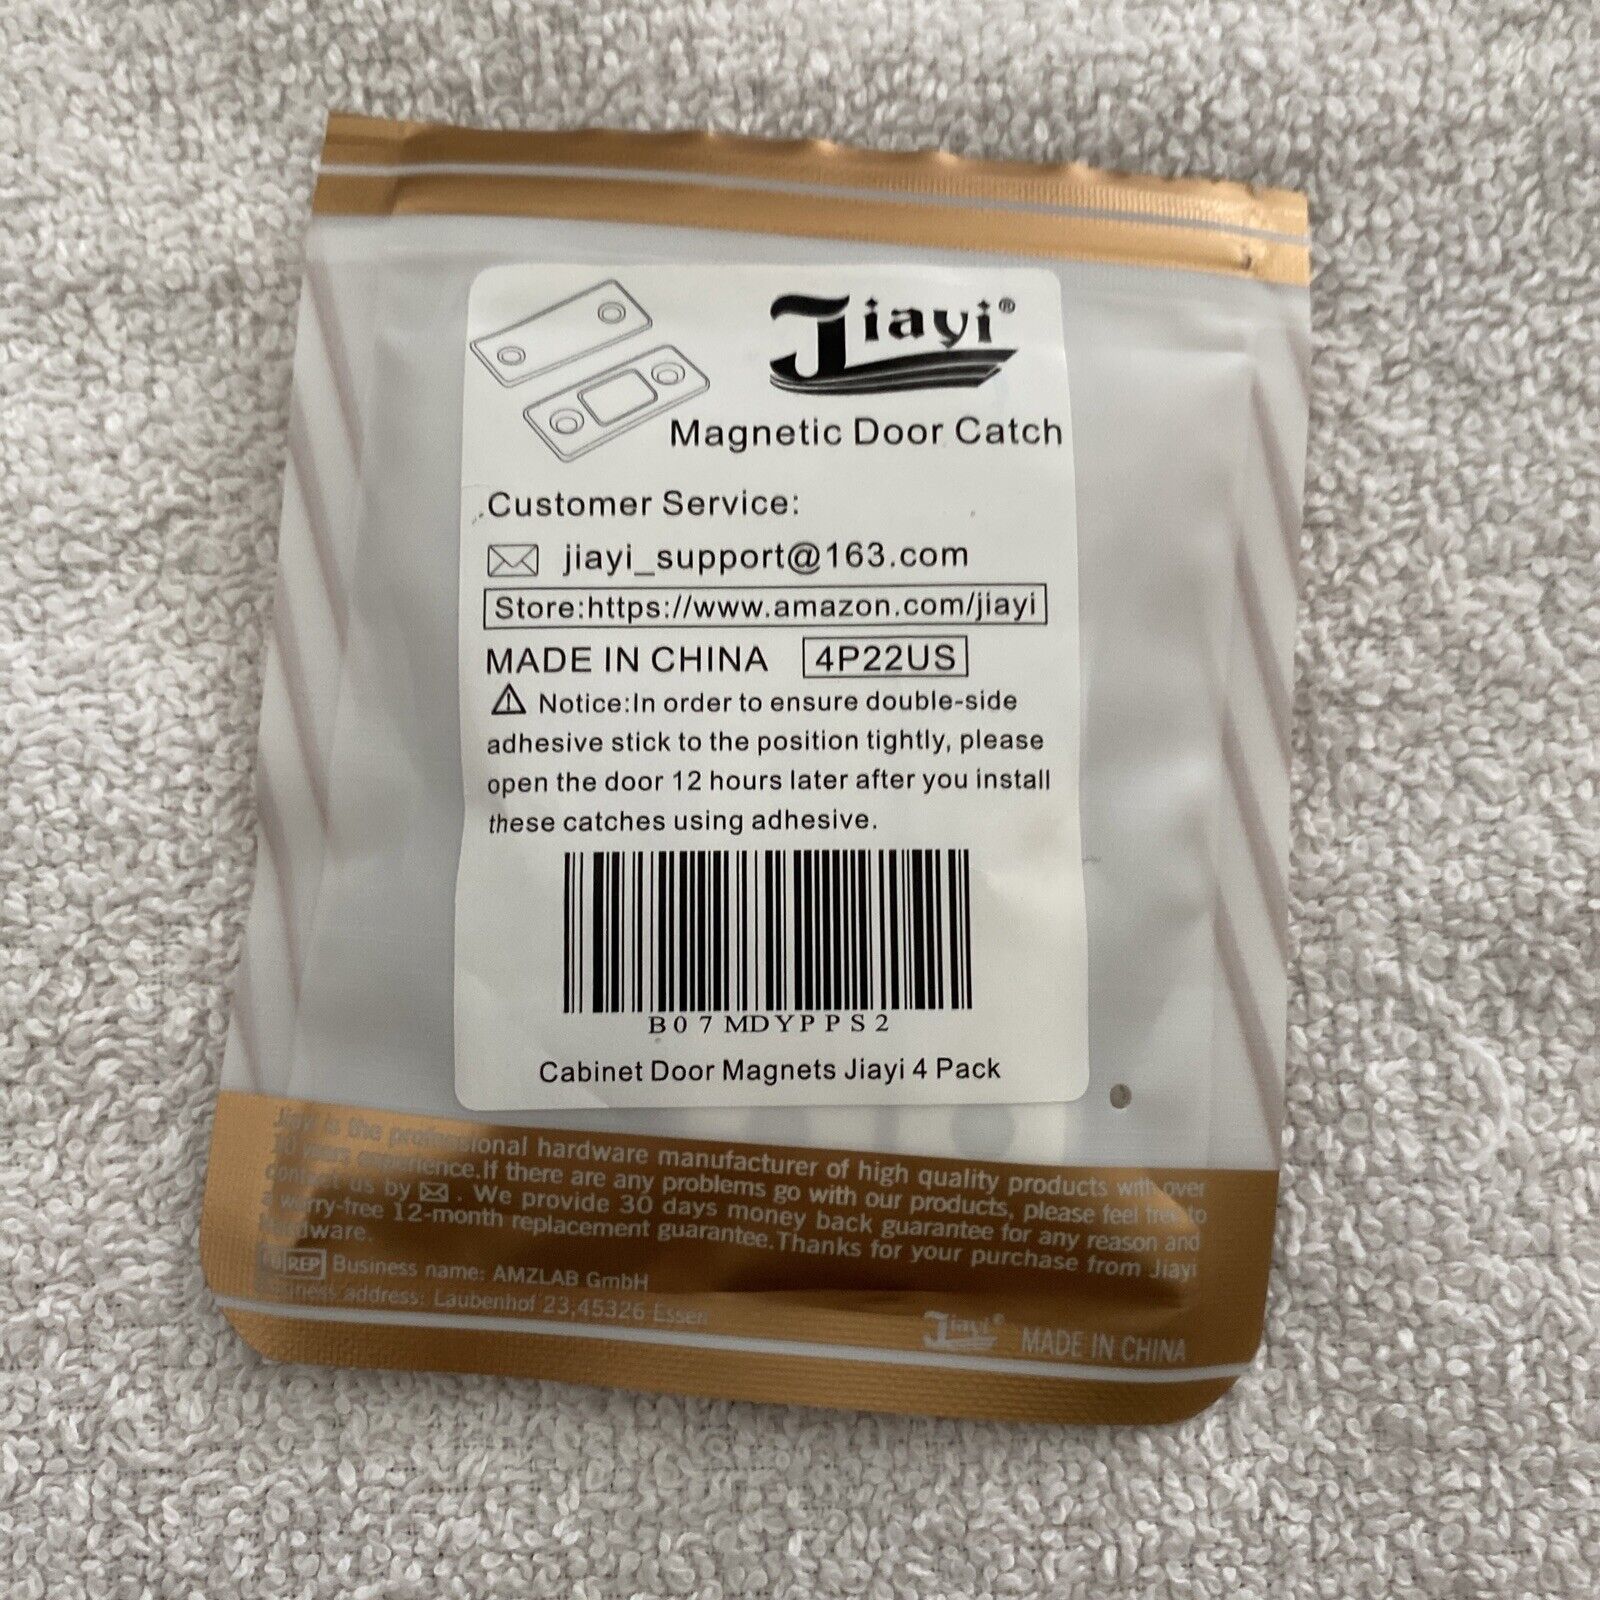 Jiayi®
Magnetic Door Catch
Customer Service:
jiayi_support@163.com
Store:https://www.amazon.com/jiayi
MADE IN CHINA 4P22US
Notice:In order to ensure double-side
adhesive stick to the position tightly, please
open the door 12 hours later after you install
these catches using adhesive.
B07MDYPPS2
Cabinet Door Magnets Jiayi 4 Pack
Jiayi is the professional hardware manufacturer of high quality products with over
10 years experience.If there are any problems go with our products, please feel free to
contact us by . We provide 30 days money back guarantee for any reason and
a worry-free 12-month replacement guarantee.Thanks for your purchase from Jiayi
Hardware.
REP Business name: AMZLAB GmbH
Business address: Laubenhof 23,45326 Essen
Jiayi® MADE IN CHINA